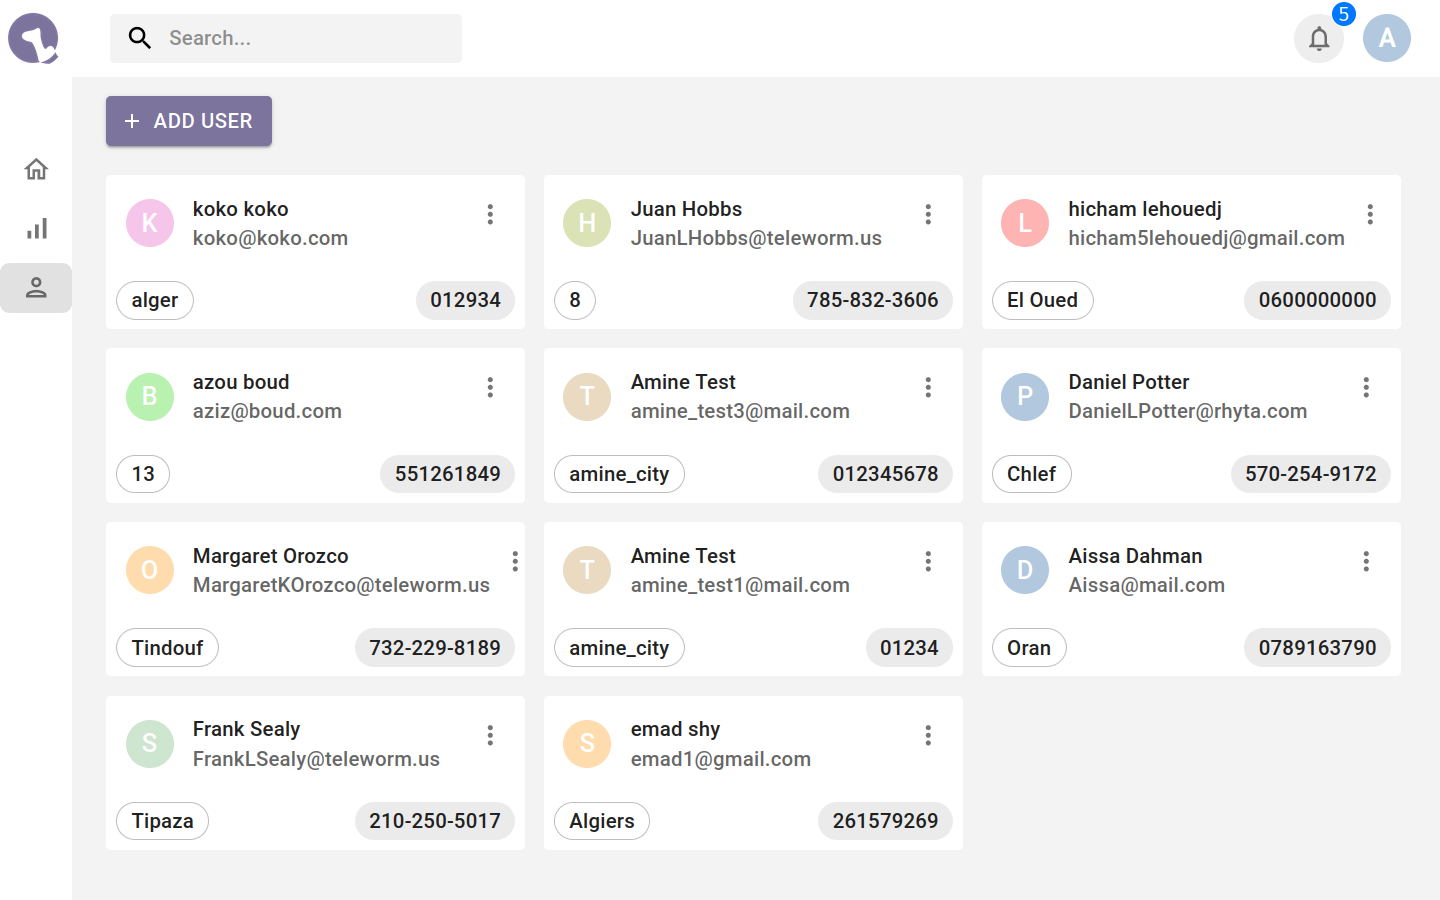 Search...
5
A
ADD USER
K
koko koko
koko@koko.com
alger
012934
H
Juan Hobbs
JuanLHobbs@teleworm.us
8
785-832-3606
L
hicham lehouedj
hicham5lehouedj@gmail.com
El Oued
0600000000
B
azou boud
aziz@boud.com
13
551261849
T
Amine Test
amine_test3@mail.com
amine_city
012345678
P
Daniel Potter
DanielLPotter@rhyta.com
Chlef
570-254-9172
O
Margaret Orozco
MargaretKOrozco@teleworm.us
Tindouf
732-229-8189
T
Amine Test
amine_test1@mail.com
amine_city
01234
D
Aissa Dahman
Aissa@mail.com
Oran
0789163790
S
Frank Sealy
FrankLSealy@teleworm.us
Tipaza
210-250-5017
S
emad shy
emad1@gmail.com
Algiers
261579269